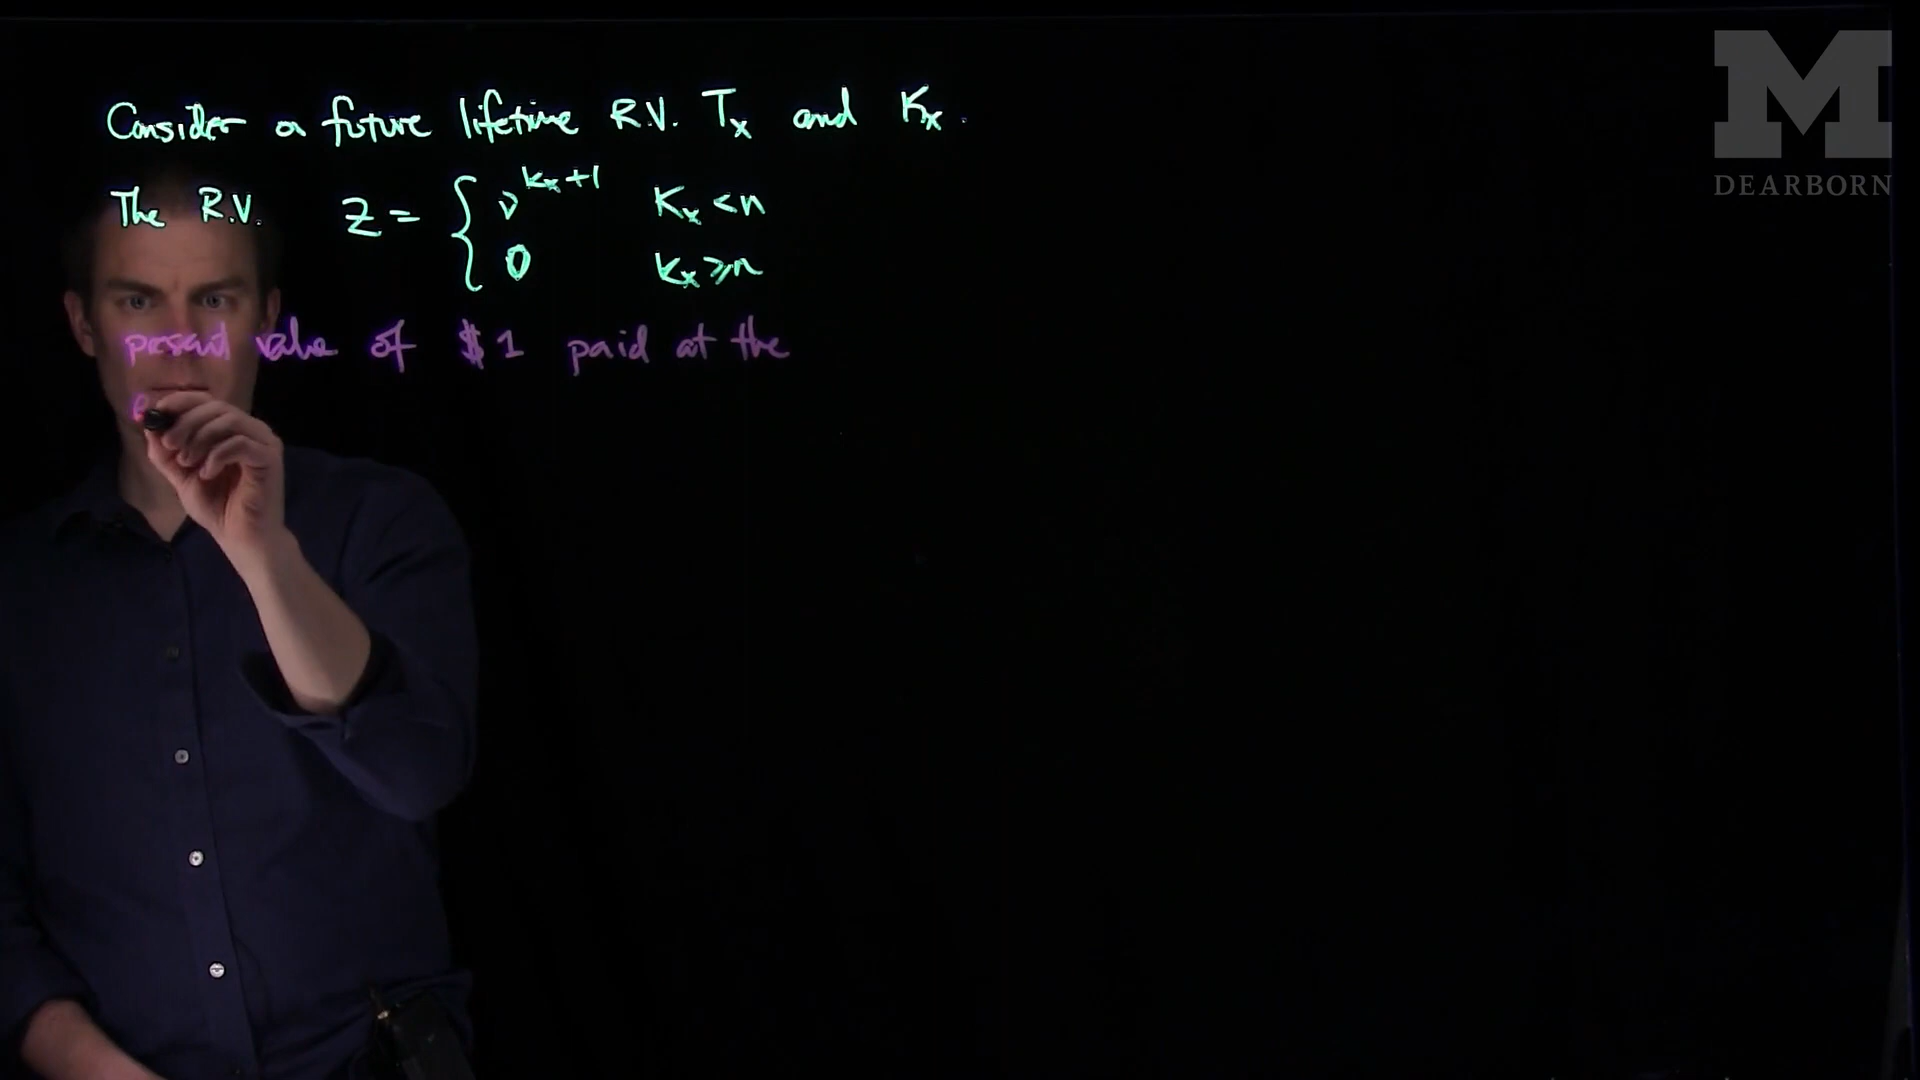 Consider a future lifetime R.V. Tₓ and Kₓ.
The R.V. Z = { ν^(Kₓ+1) Kₓ < n
0 Kₓ ≥ n
present value of $1 paid at the
M
DEARBORN